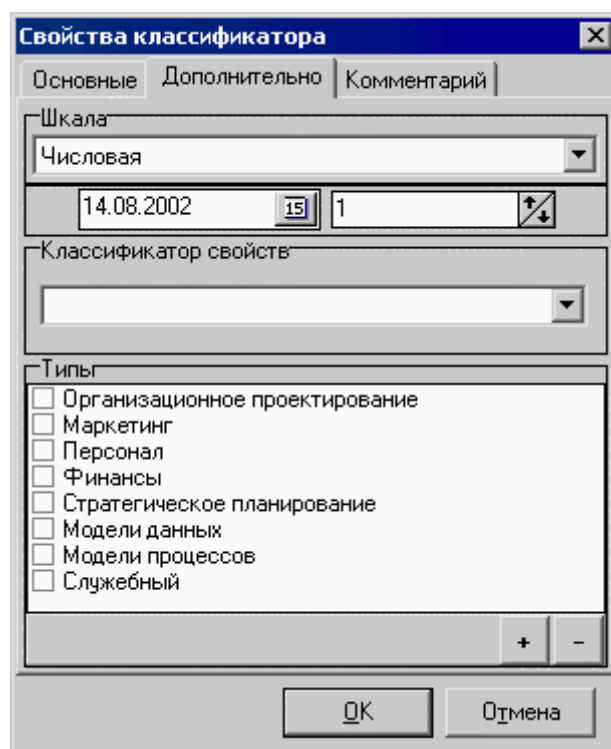 Свойства классификатора
Основные Дополнительно Комментарий
Шкала
Числовая
14.08.2002 15 1
Классификатор свойств
Типы
Организационное проектирование
Маркетинг
Персонал
Финансы
Стратегическое планирование
Модели данных
Модели процессов
Служебный
+ -
OK Отмена